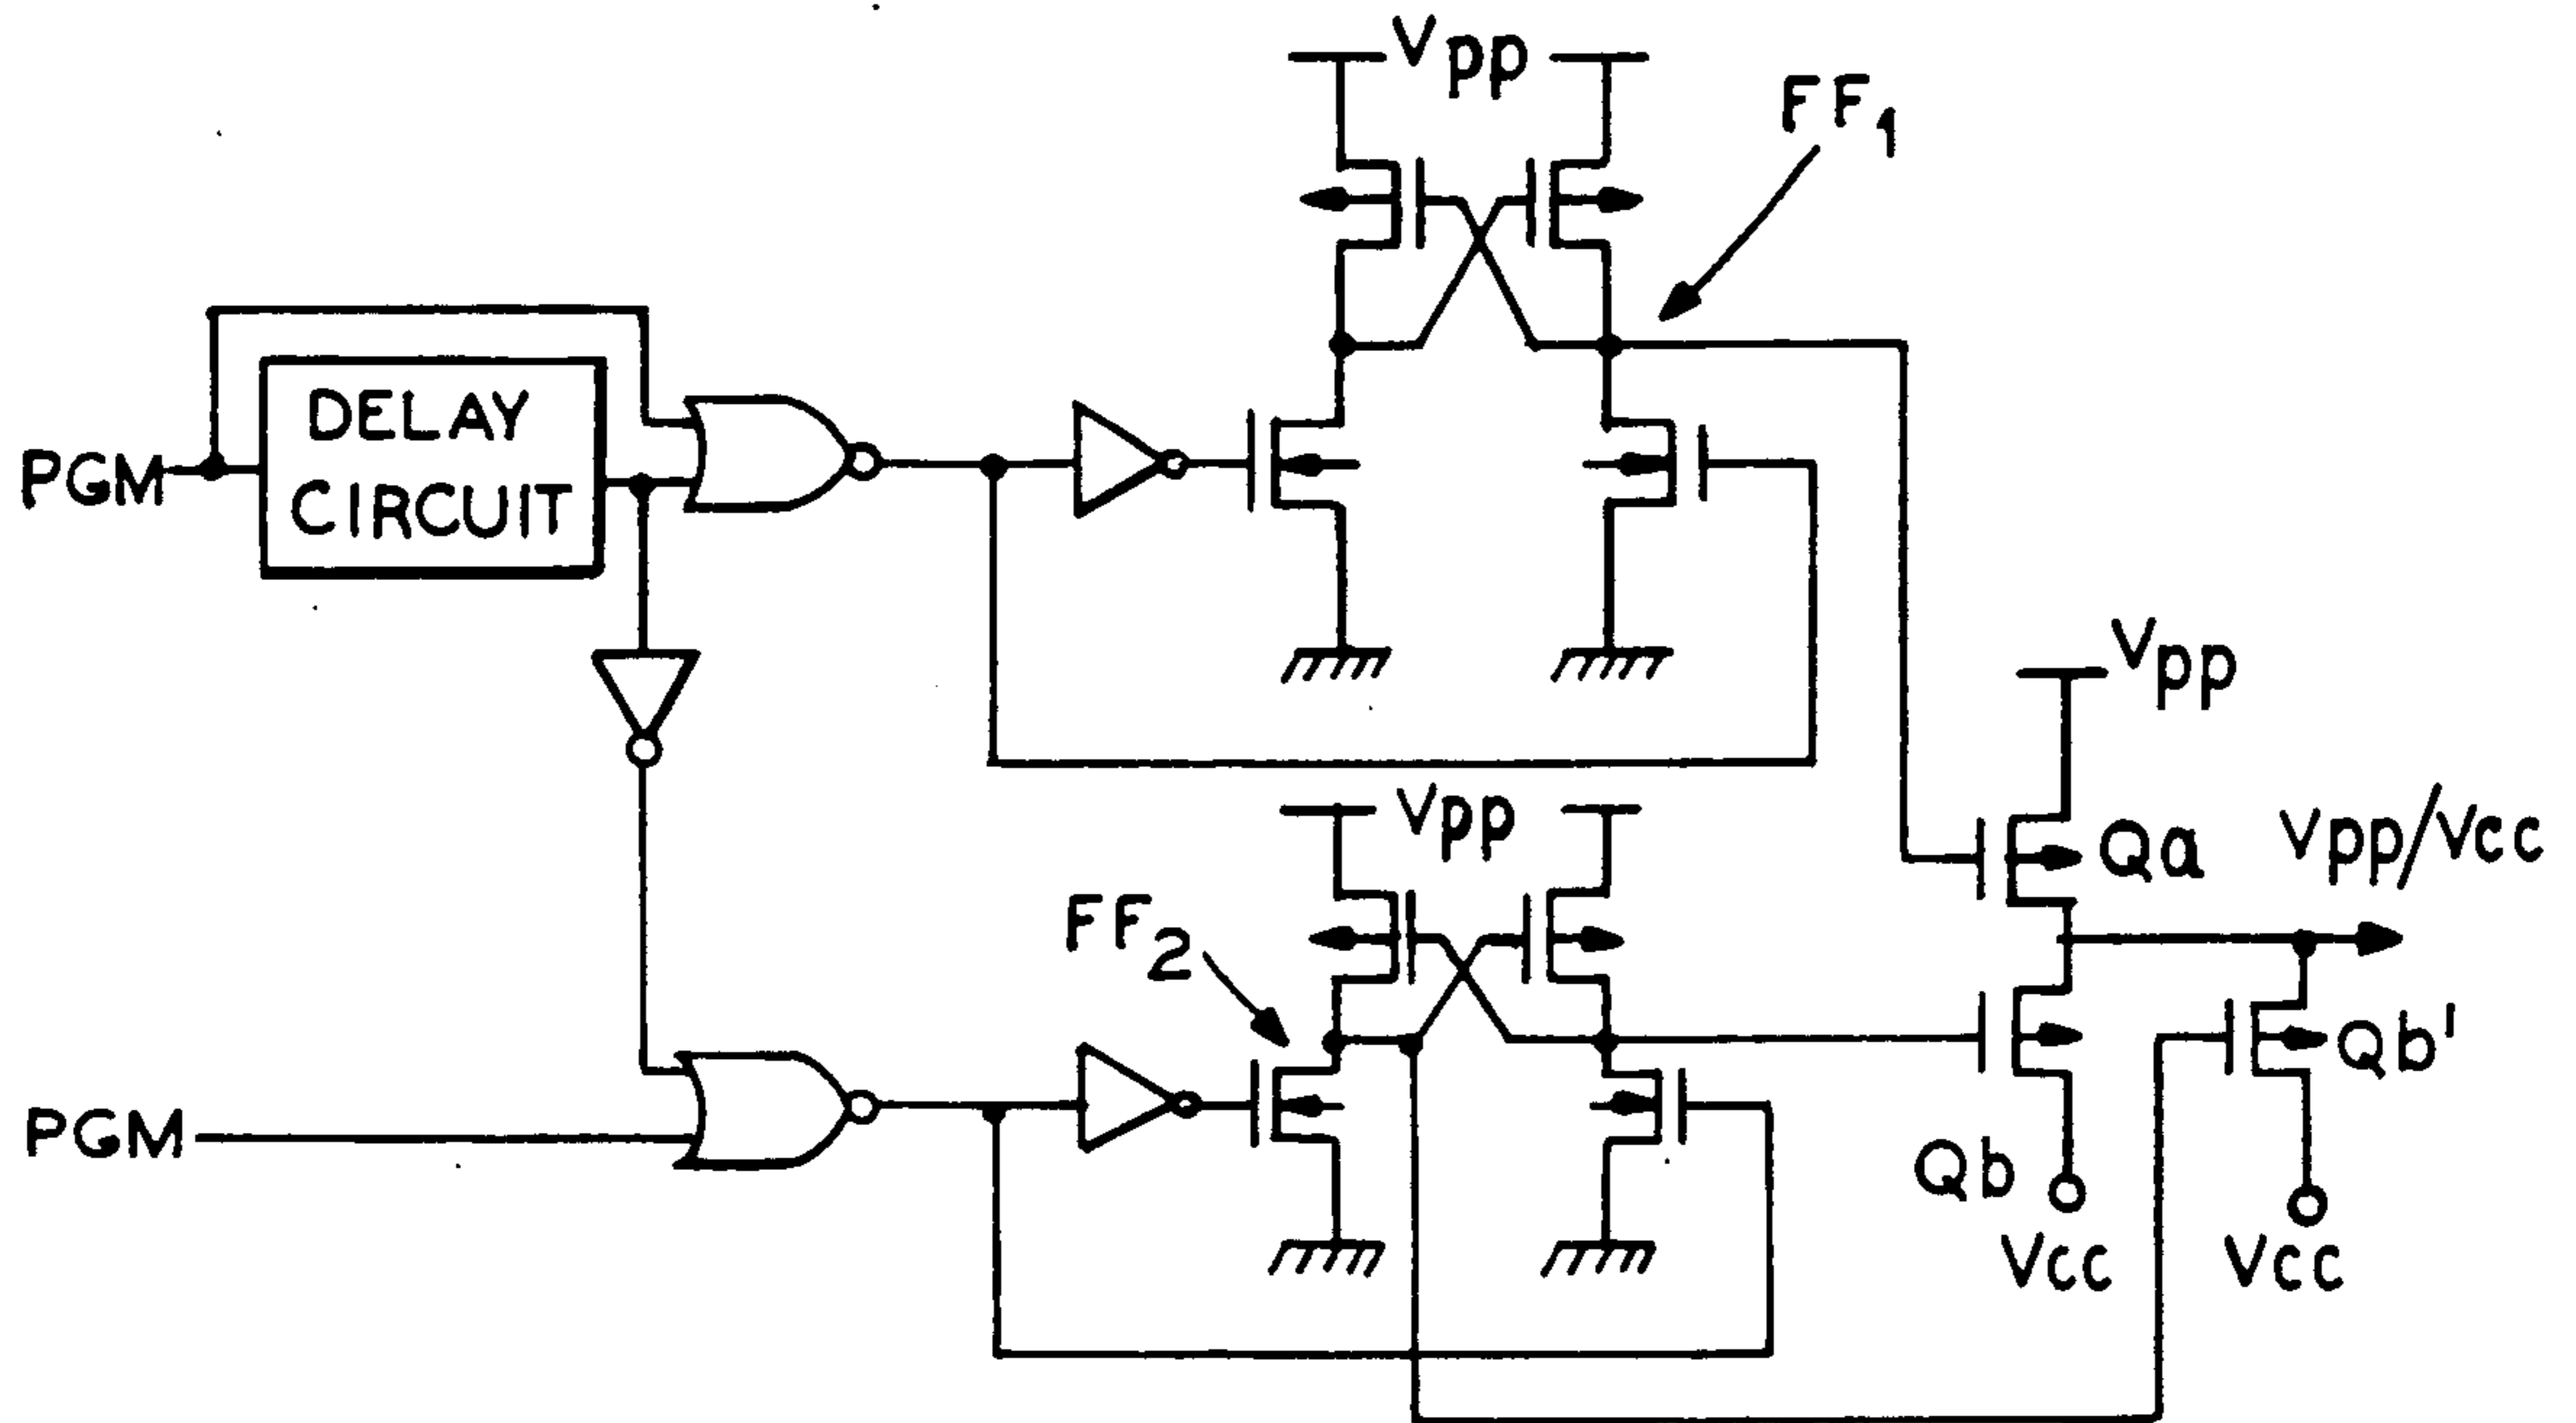 Vpp
FF1
DELAY
CIRCUIT
PGM
Vpp
Vpp
Qa
Vpp/Vcc
FF2
Qb'
PGM
Qb
Vcc
Vcc